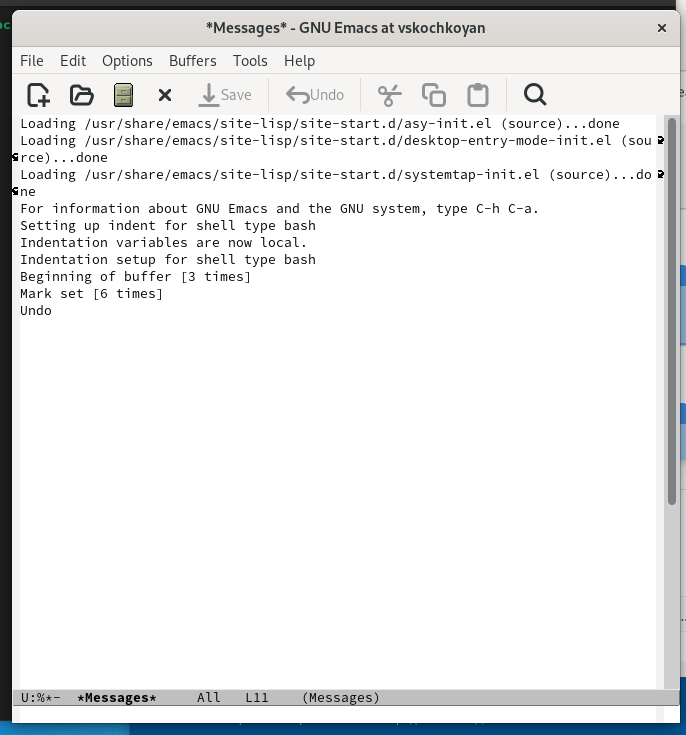 *Messages* - GNU Emacs at vskochkoyan
File Edit Options Buffers Tools Help
Save Undo
Loading /usr/share/emacs/site-lisp/site-start.d/asy-init.el (source)...done
Loading /usr/share/emacs/site-lisp/site-start.d/desktop-entry-mode-init.el (sou
rce)...done
Loading /usr/share/emacs/site-lisp/site-start.d/systemtap-init.el (source)...do
ne
For information about GNU Emacs and the GNU system, type C-h C-a.
Setting up indent for shell type bash
Indentation variables are now local.
Indentation setup for shell type bash
Beginning of buffer [3 times]
Mark set [6 times]
Undo
U:%*- *Messages* All L11 (Messages)